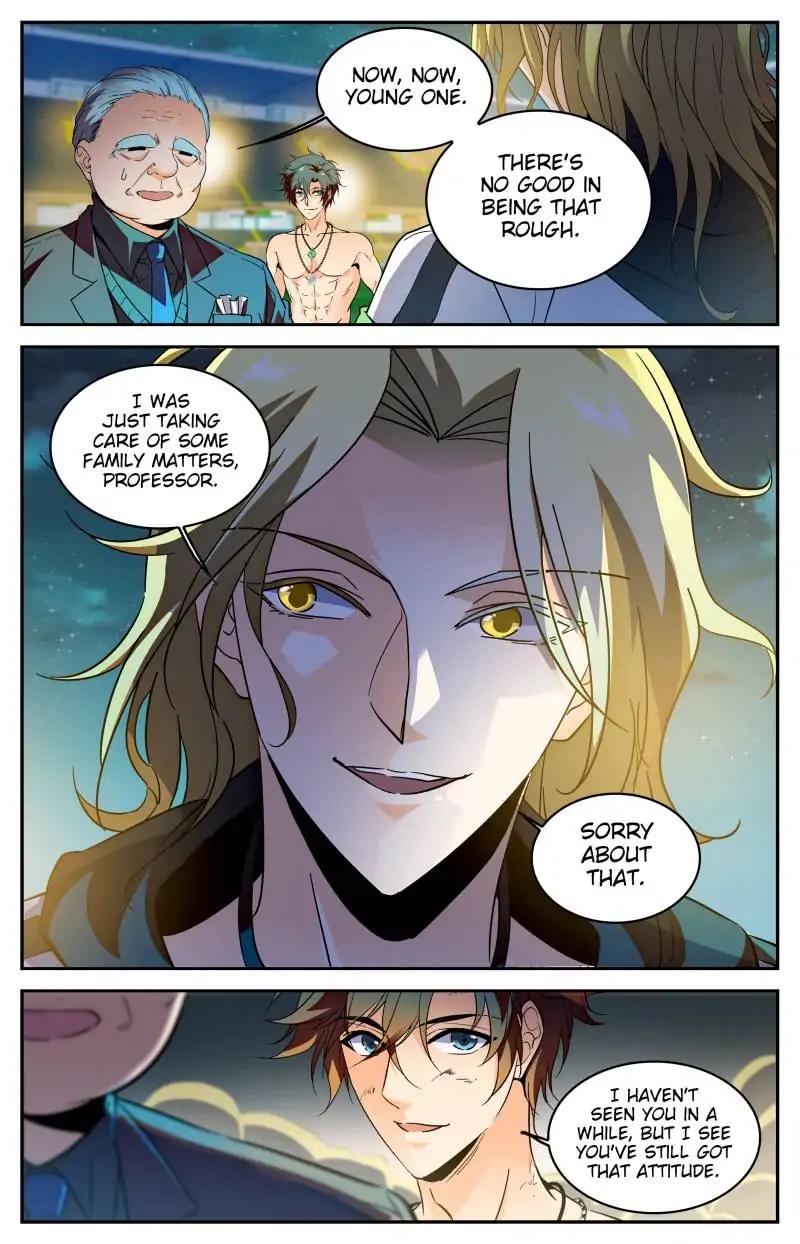 NOW, NOW,
YOUNG ONE.
THERE'S
NO GOOD IN
BEING THAT
ROUGH.
I WAS
JUST TAKING
CARE OF SOME
FAMILY MATTERS,
PROFESSOR.
SORRY
ABOUT
THAT.
I HAVEN'T
SEEN YOU IN A
WHILE, BUT I SEE
YOU'VE STILL GOT
THAT ATTITUDE.